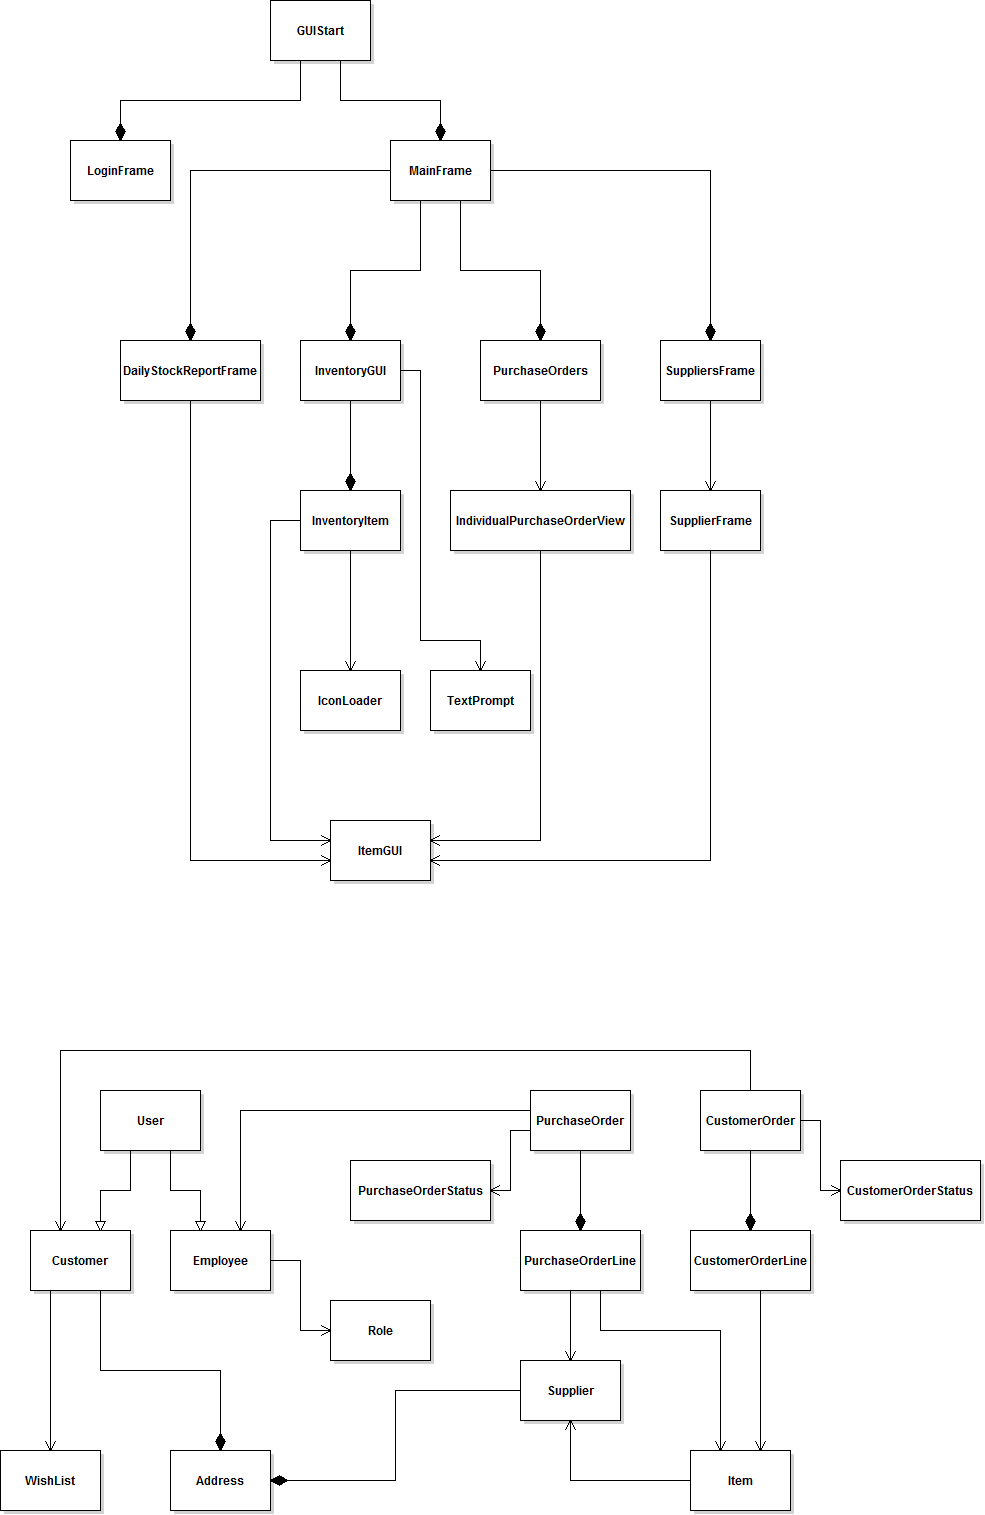 GUIStart
LoginFrame
MainFrame
DailyStockReportFrame
InventoryGUI
PurchaseOrders
SuppliersFrame
InventoryItem
IndividualPurchaseOrderView
SupplierFrame
IconLoader
TextPrompt
ItemGUI
User
PurchaseOrder
CustomerOrder
PurchaseOrderStatus
CustomerOrderStatus
Customer
Employee
PurchaseOrderLine
CustomerOrderLine
Role
Supplier
WishList
Address
Item